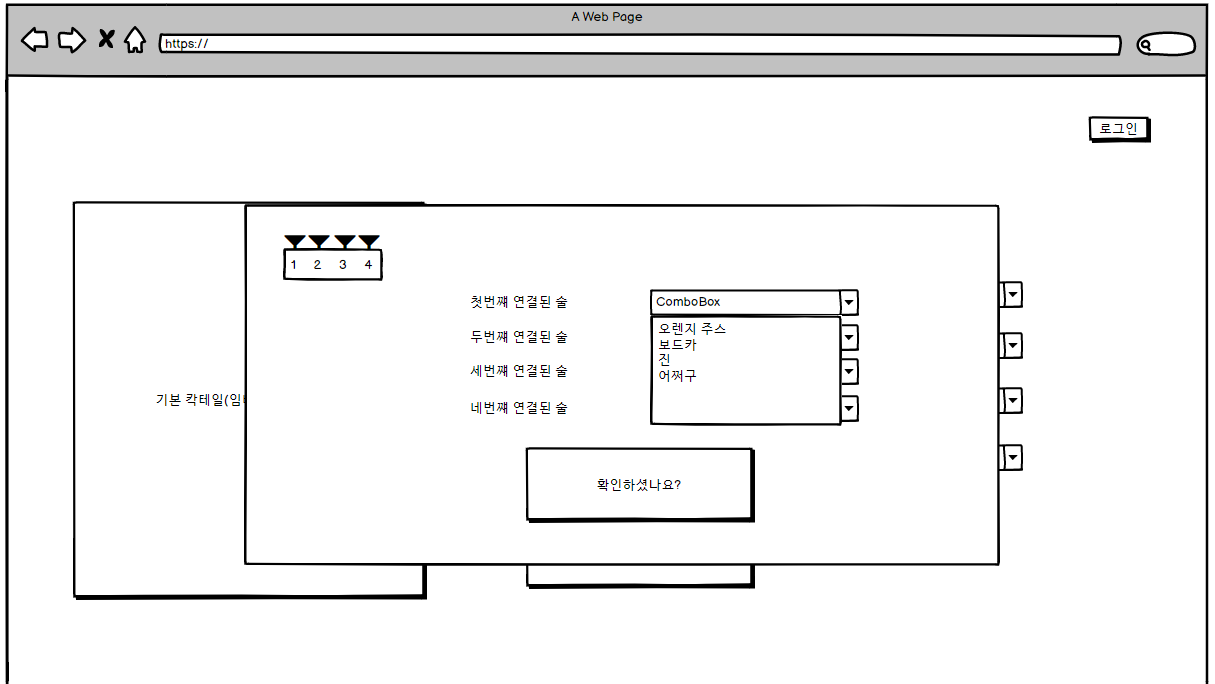 A Web Page
https://
로그인
1 2 3 4
첫번째 연결된 술
ComboBox
오렌지 주스
두번째 연결된 술
보드카
진
세번째 연결된 술
어쩌구
기본 칵테일(임
네번째 연결된 술
확인하셨나요?